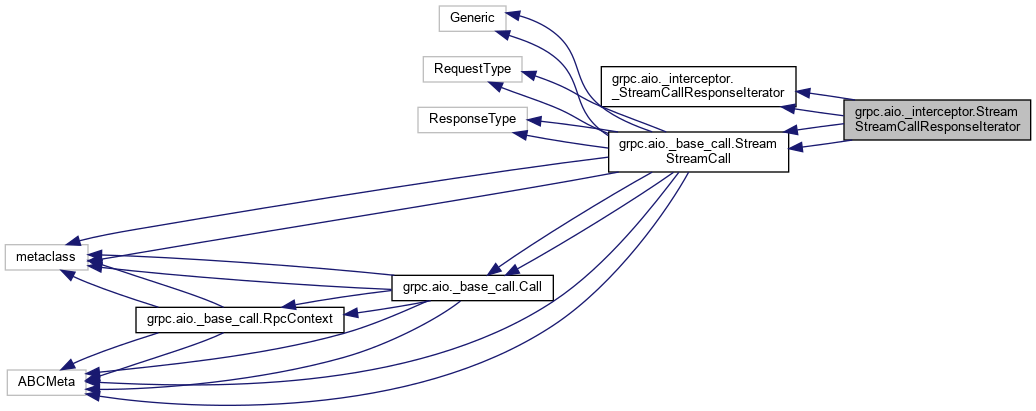 Generic
RequestType
grpc.aio._interceptor.
_StreamCallResponseIterator
grpc.aio._interceptor.Stream
StreamCallResponseIterator
ResponseType
grpc.aio._base_call.Stream
StreamCall
metaclass
grpc.aio._base_call.Call
grpc.aio._base_call.RpcContext
ABCMeta